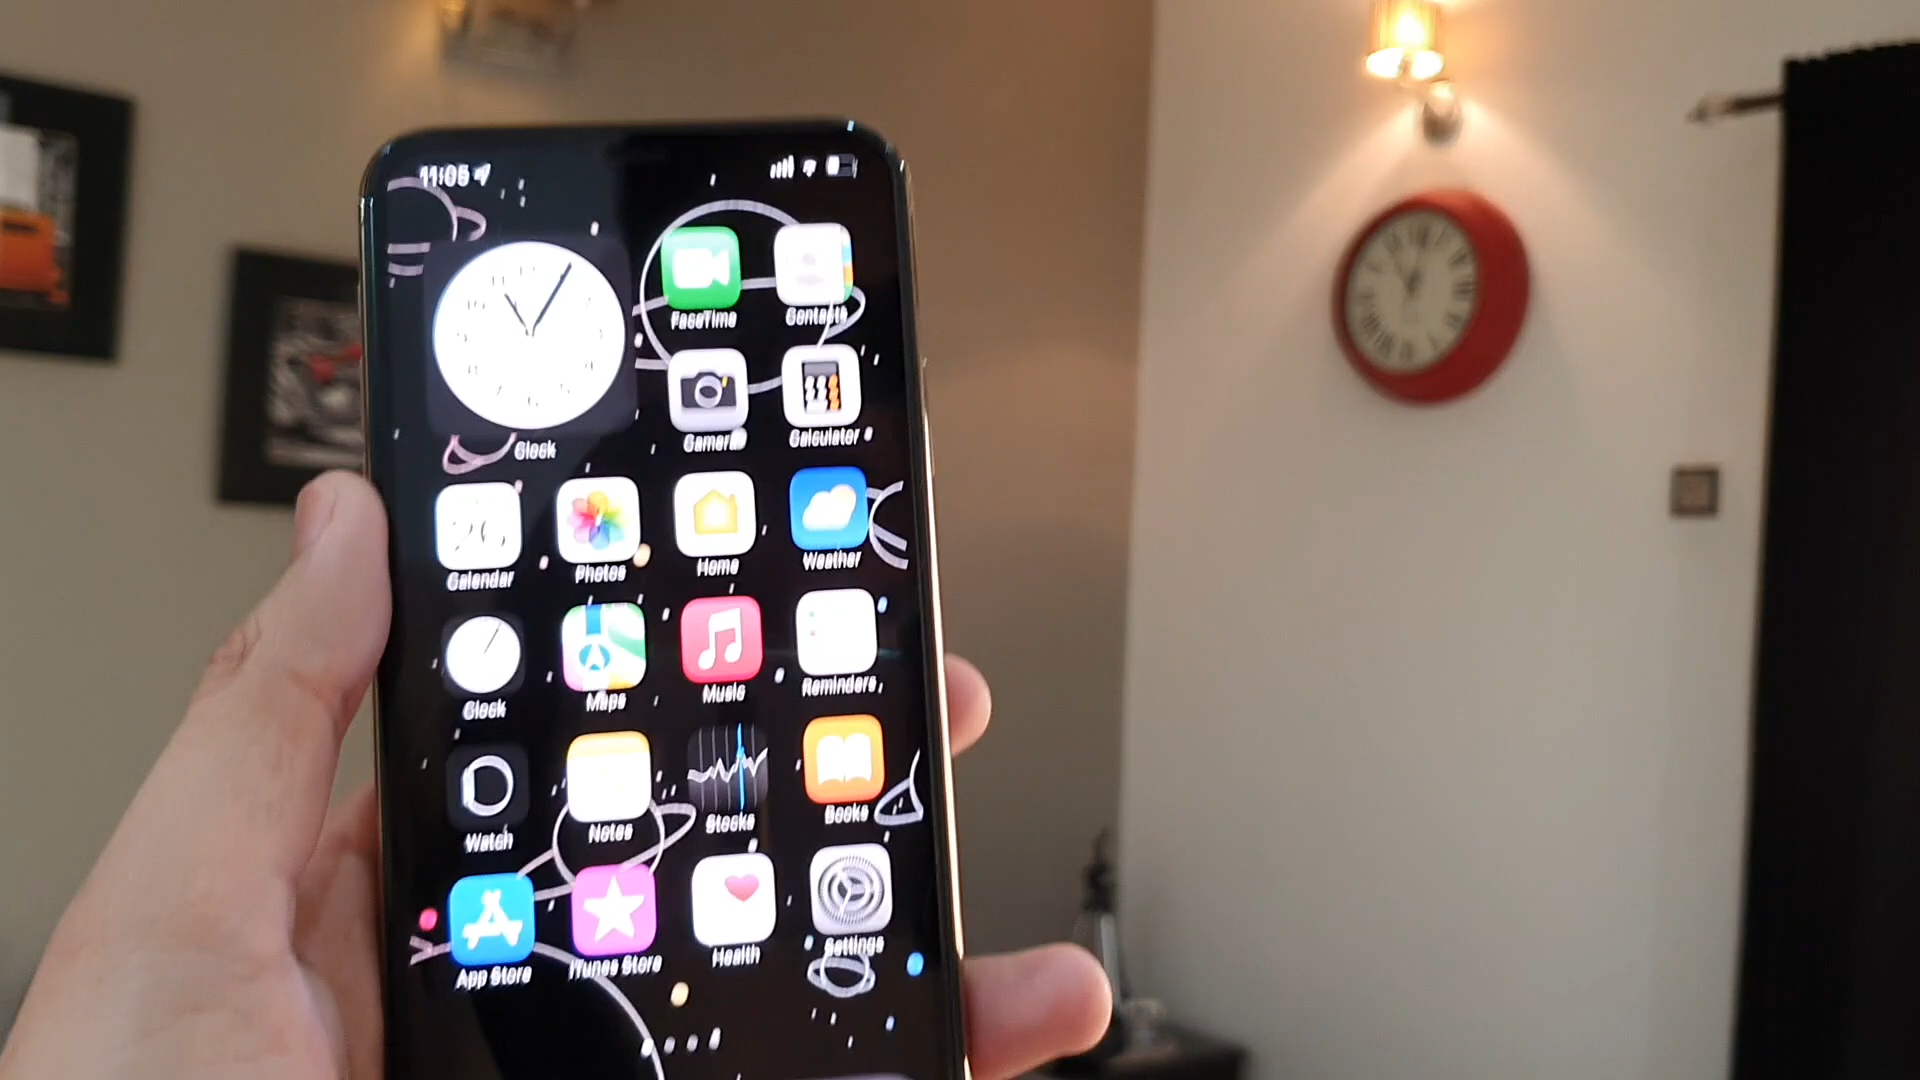 11:05
FaceTime
Contacts
Camera
Calculator
Clock
26
Calendar
Photos
Home
Weather
Clock
Maps
Music
Reminders
Watch
Notes
Stocks
Books
App Store
iTunes Store
Health
Settings